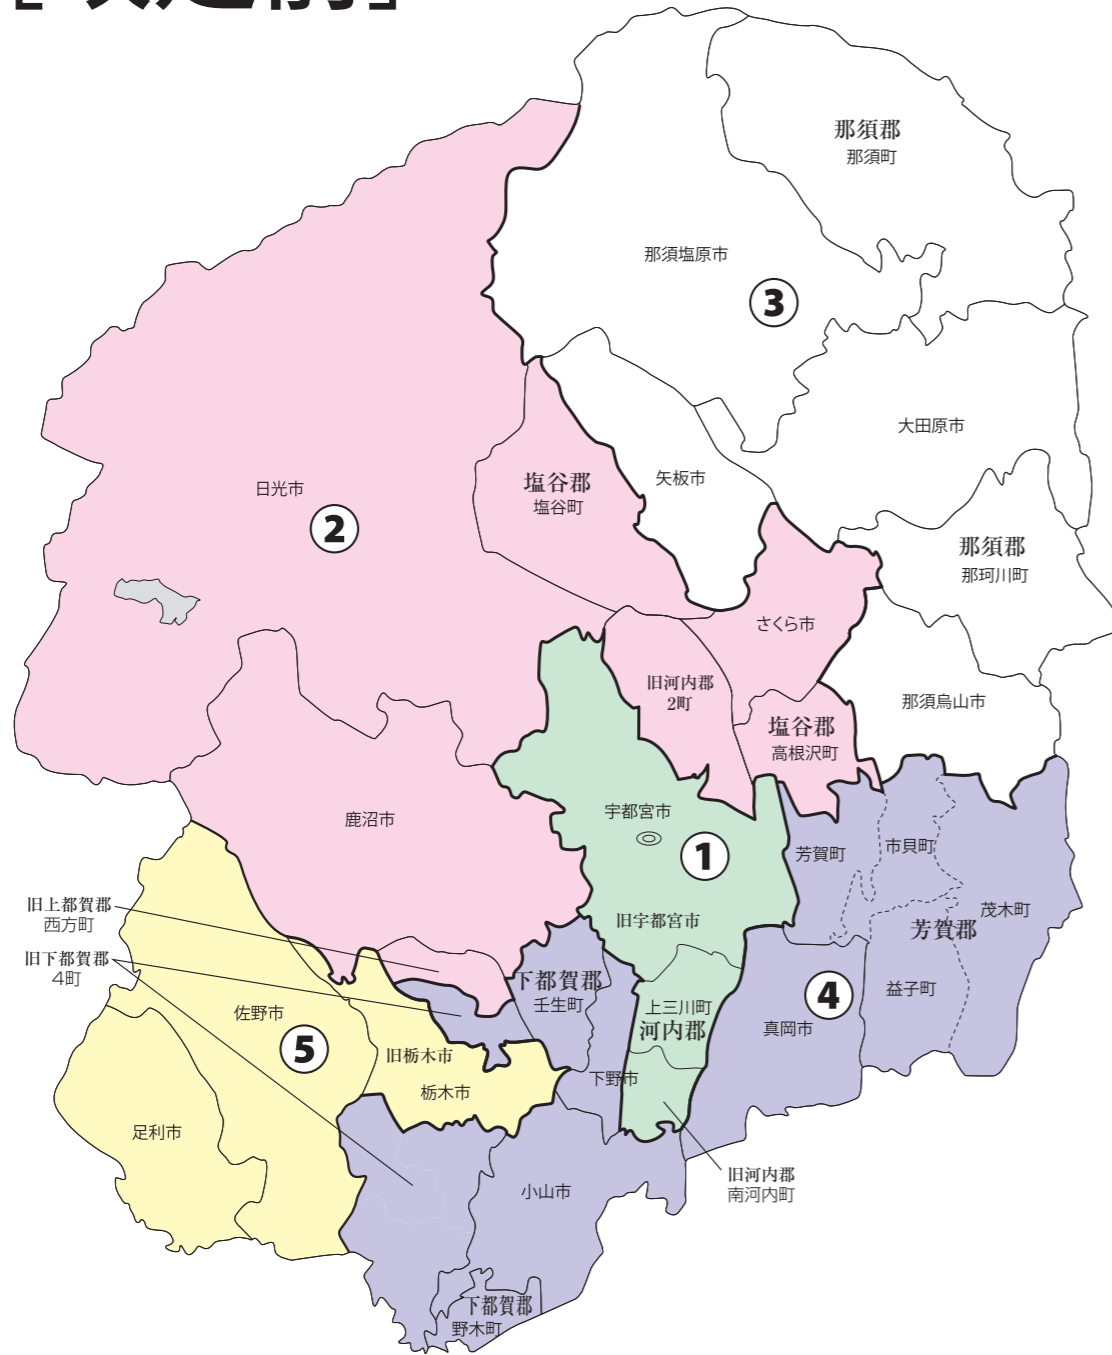 那須郡
那須町
那須塩原市
3
大田原市
矢板市
塩谷郡
塩谷町
日光市
2
那須郡
那珂川町
さくら市
旧河内郡
2町
那須烏山市
塩谷郡
高根沢町
宇都宮市
鹿沼市
1
芳賀町
市貝町
茂木町
旧上都賀郡
西方町
旧宇都宮市
芳賀郡
旧下都賀郡
4町
下都賀郡
壬生町
上三川町
河内郡
4
益子町
佐野市
真岡市
5
旧栃木市
栃木市
下野市
足利市
小山市
旧河内郡
南河内町
下都賀郡
野木町